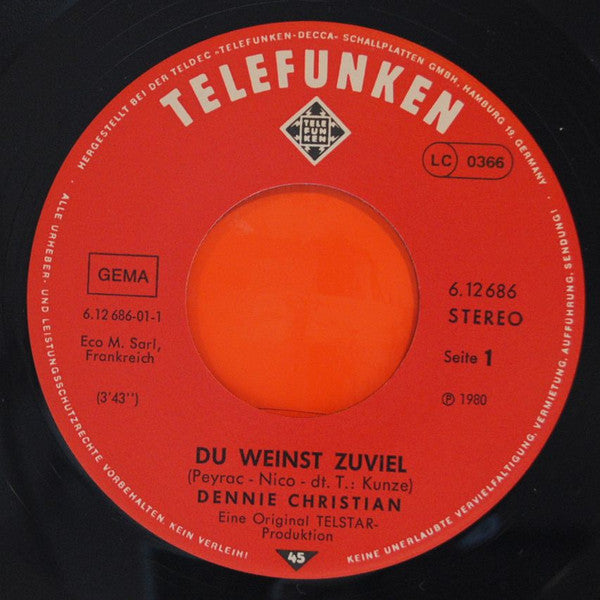 HERGESTELLT BEI DER TELDEC »TELEFUNKEN-DECCA« SCHALLPLATTEN GMBH, HAMBURG 19, GERMANY ·
TELEFUNKEN
TELE
FUN
KEN
LC 0366
GEMA
6.12 686-01-1
Eco M. Sarl,
Frankreich
(3'43'')
6.12686
STEREO
Seite 1
℗ 1980
DU WEINST ZUVIEL
(Peyrac - Nico - dt. T.: Kunze)
DENNIE CHRISTIAN
Eine Original TELSTAR-
Produktion
45
ALLE URHEBER- UND LEISTUNGSSCHUTZRECHTE VORBEHALTEN. KEIN VERLEIH!
KEINE UNERLAUBTE VERVIELFÄLTIGUNG, VERMIETUNG, AUFFÜHRUNG, SENDUNG!